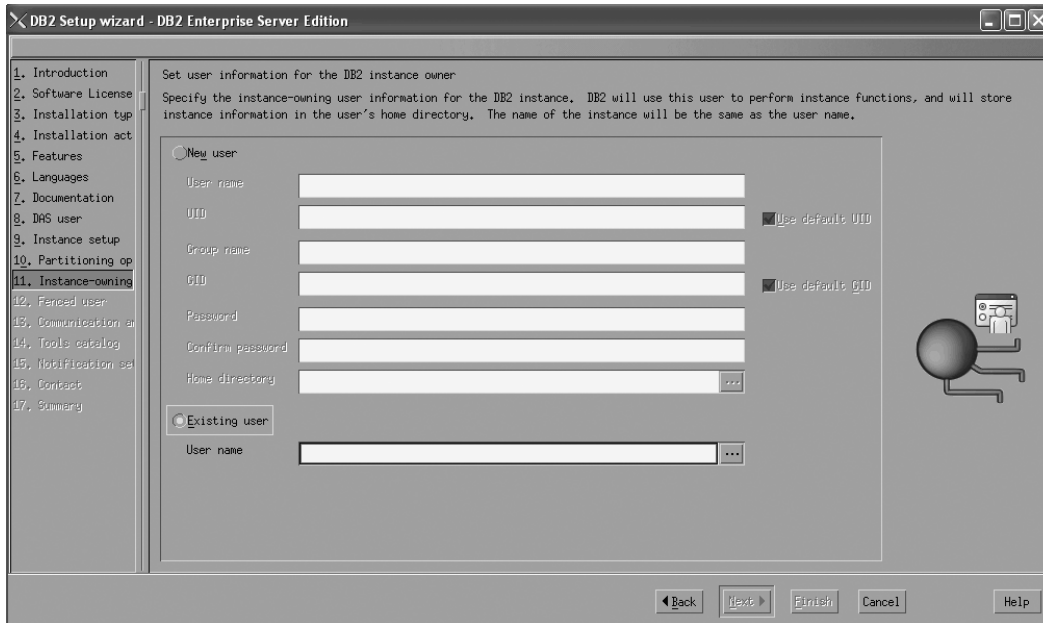 DB2 Setup wizard - DB2 Enterprise Server Edition
1. Introduction
2. Software License
3. Installation typ
4. Installation act
5. Features
6. Languages
7. Documentation
8. DAS user
9. Instance setup
10. Partitioning op
11. Instance-owning
12. Fenced user
13. Communication an
14. Tools catalog
15. Notification set
16. Contact
17. Summary
Set user information for the DB2 instance owner
Specify the instance-owning user information for the DB2 instance. DB2 will use this user to perform instance functions, and will store
instance information in the user's home directory. The name of the instance will be the same as the user name.
New user
User name
UID
Use default UID
Group name
GID
Use default GID
Password
Confirm password
Home directory
...
Existing user
User name
...
Back
Next
Finish
Cancel
Help